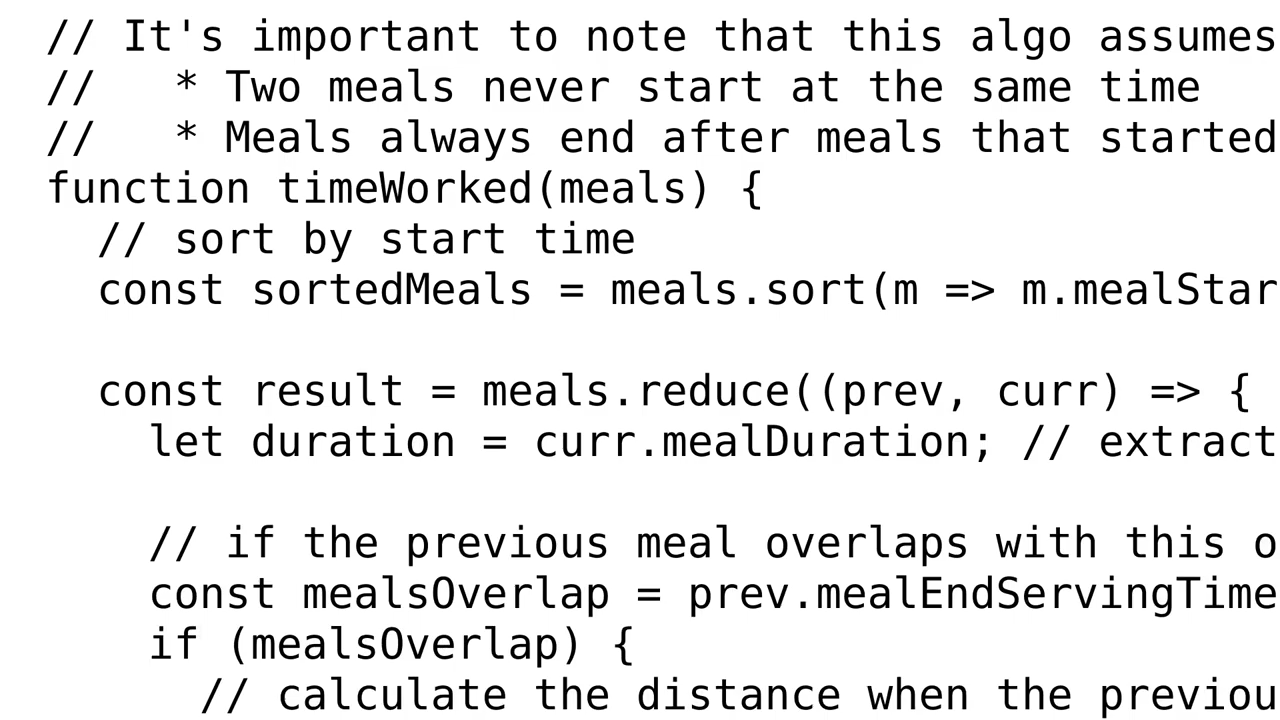 // It's important to note that this algo assumes
//   * Two meals never start at the same time
//   * Meals always end after meals that started
function timeWorked(meals) {
  // sort by start time
  const sortedMeals = meals.sort(m => m.mealStar

  const result = meals.reduce((prev, curr) => {
    let duration = curr.mealDuration; // extract

    // if the previous meal overlaps with this o
    const mealsOverlap = prev.mealEndServingTime
    if (mealsOverlap) {
      // calculate the distance when the previou